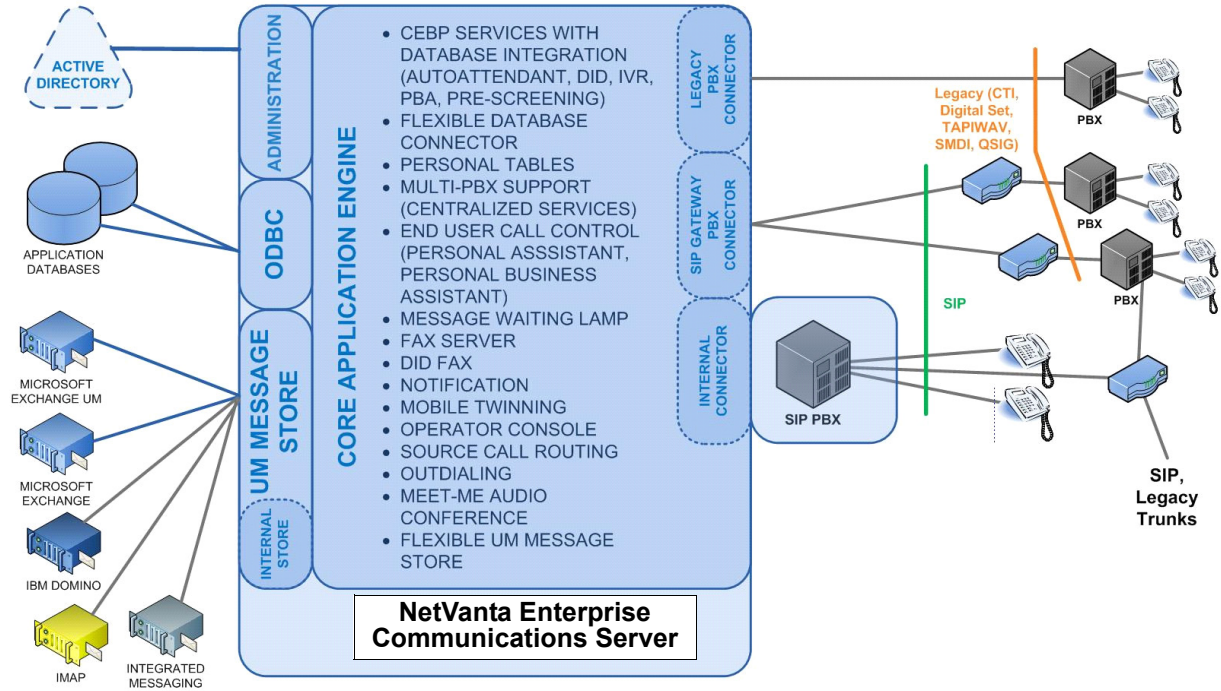 ACTIVE
DIRECTORY
APPLICATION
DATABASES
MICROSOFT
EXCHANGE UM
MICROSOFT
EXCHANGE
IBM DOMINO
IMAP
INTEGRATED
MESSAGING
ADMINISTRATION
ODBC
UM MESSAGE
STORE
INTERNAL
STORE
CORE APPLICATION ENGINE
• CEBP SERVICES WITH
DATABASE INTEGRATION
(AUTOATTENDANT, DID, IVR,
PBA, PRE-SCREENING)
• FLEXIBLE DATABASE
CONNECTOR
• PERSONAL TABLES
• MULTI-PBX SUPPORT
(CENTRALIZED SERVICES)
• END USER CALL CONTROL
(PERSONAL ASSSISTANT,
PERSONAL BUSINESS
ASSISTANT)
• MESSAGE WAITING LAMP
• FAX SERVER
• DID FAX
• NOTIFICATION
• MOBILE TWINNING
• OPERATOR CONSOLE
• SOURCE CALL ROUTING
• OUTDIALING
• MEET-ME AUDIO
CONFERENCE
• FLEXIBLE UM MESSAGE
STORE
LEGACY
PBX
CONNECTOR
SIP GATEWAY
PBX
CONNECTOR
INTERNAL
CONNECTOR
SIP PBX
NetVanta Enterprise
Communications Server
Legacy (CTI,
Digital Set,
TAPIWAV,
SMDI, QSIG)
SIP
PBX
PBX
PBX
SIP,
Legacy
Trunks